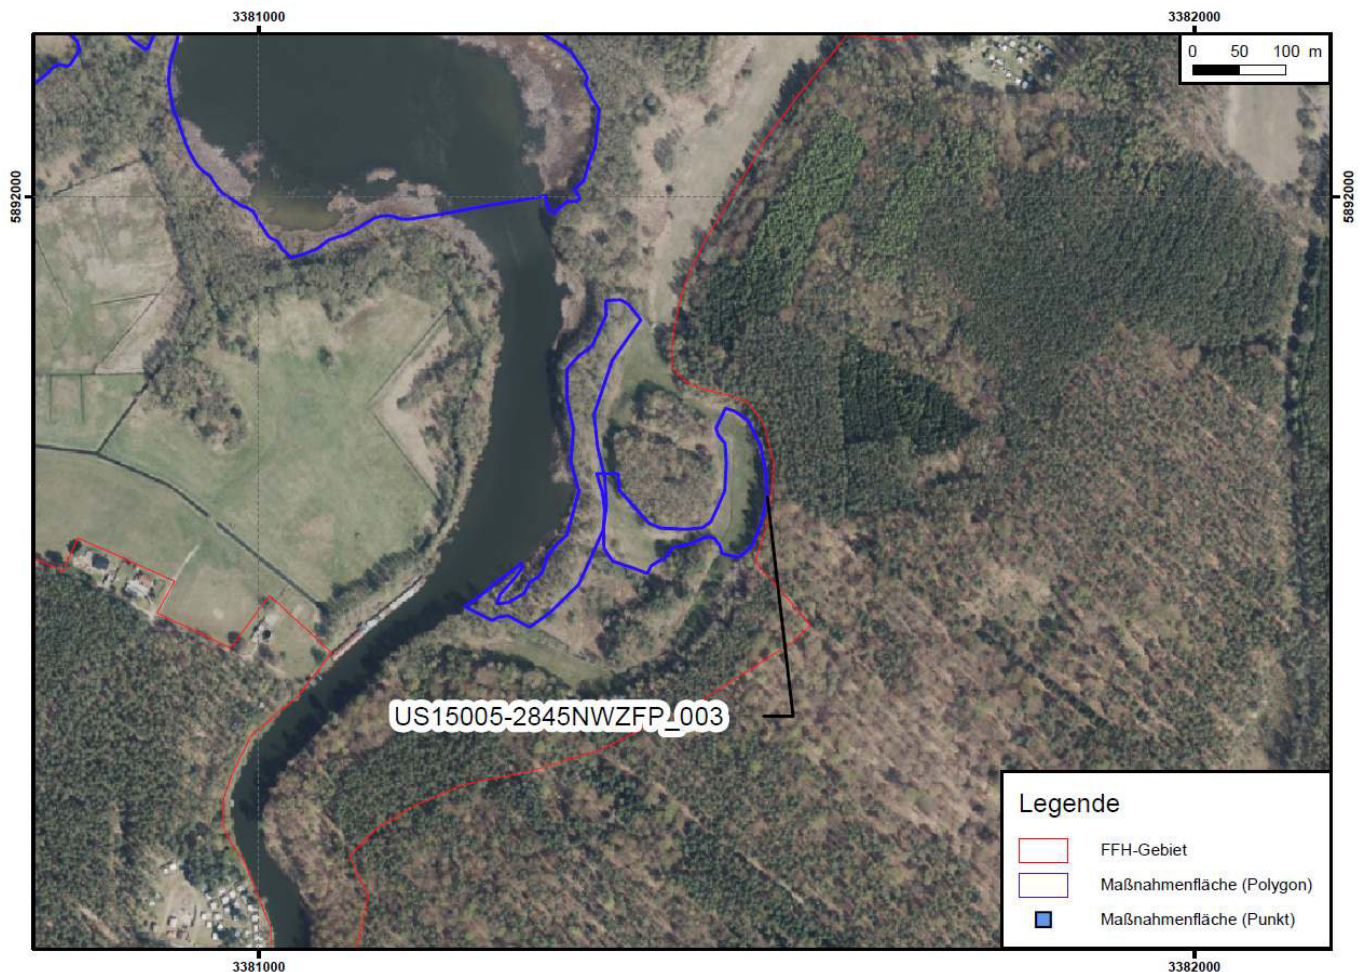 3381000
3382000
0 50 100 m
5892000
5892000
US15005-2845NWZFP_003
Legende
FFH-Gebiet
Maßnahmenfläche (Polygon)
Maßnahmenfläche (Punkt)
3381000
3382000